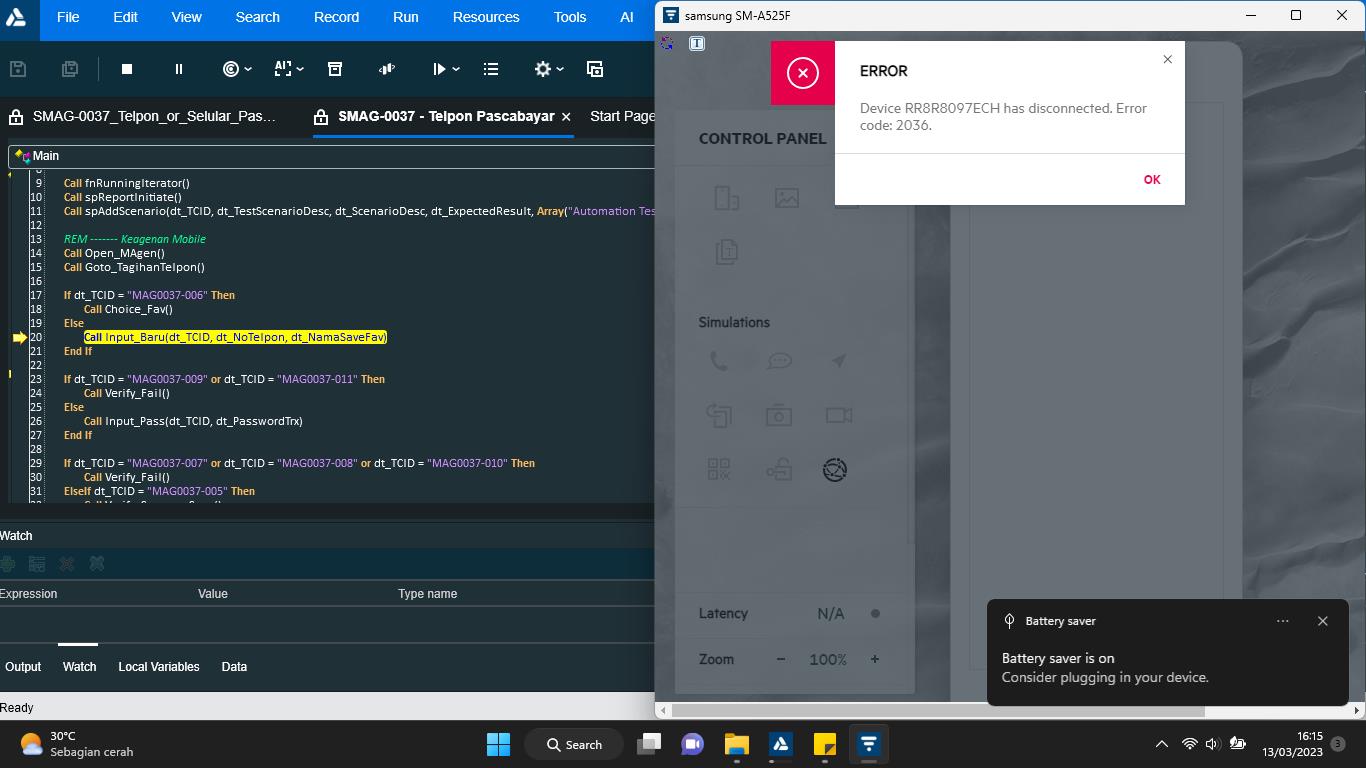 File Edit View Search Record Run Resources Tools AI
samsung SM-A525F
SMAG-0037_Telpon_or_Selular_Pas...
SMAG-0037 - Telpon Pascabayar
Start Page
Main
9 Call fnRunningIterator()
10 Call spReportInitiate()
11 Call spAddScenario(dt_TCID, dt_TestScenarioDesc, dt_ScenarioDesc, dt_ExpectedResult, Array("Automation Tes
12
13 REM ------- Keagenan Mobile
14 Call Open_MAgen()
15 Call Goto_TagihanTelpon()
16
17 If dt_TCID = "MAG0037-006" Then
18 Call Choice_Fav()
19 Else
20 Call Input_Baru(dt_TCID, dt_NoTelpon, dt_NamaSaveFav)
21 End If
22
23 If dt_TCID = "MAG0037-009" or dt_TCID = "MAG0037-011" Then
24 Call Verify_Fail()
25 Else
26 Call Input_Pass(dt_TCID, dt_PasswordTrx)
27 End If
28
29 If dt_TCID = "MAG0037-007" or dt_TCID = "MAG0037-008" or dt_TCID = "MAG0037-010" Then
30 Call Verify_Fail()
31 ElseIf dt_TCID = "MAG0037-005" Then
Watch
Expression Value Type name
Output Watch Local Variables Data
Ready
ERROR
Device RR8R8097ECH has disconnected. Error
code: 2036.
OK
CONTROL PANEL
Simulations
Latency N/A
Zoom − 100% +
Battery saver
Battery saver is on
Consider plugging in your device.
30°C
Sebagian cerah
Search
16:15
13/03/2023
3